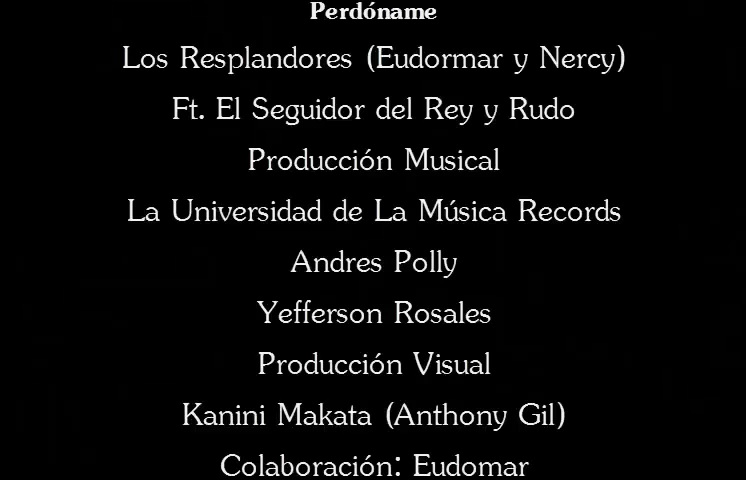 Perdóname
Los Resplandores (Eudormar y Nercy)
Ft. El Seguidor del Rey y Rudo
Producción Musical
La Universidad de La Música Records
Andres Polly
Yefferson Rosales
Producción Visual
Kanini Makata (Anthony Gil)
Colaboración: Eudomar